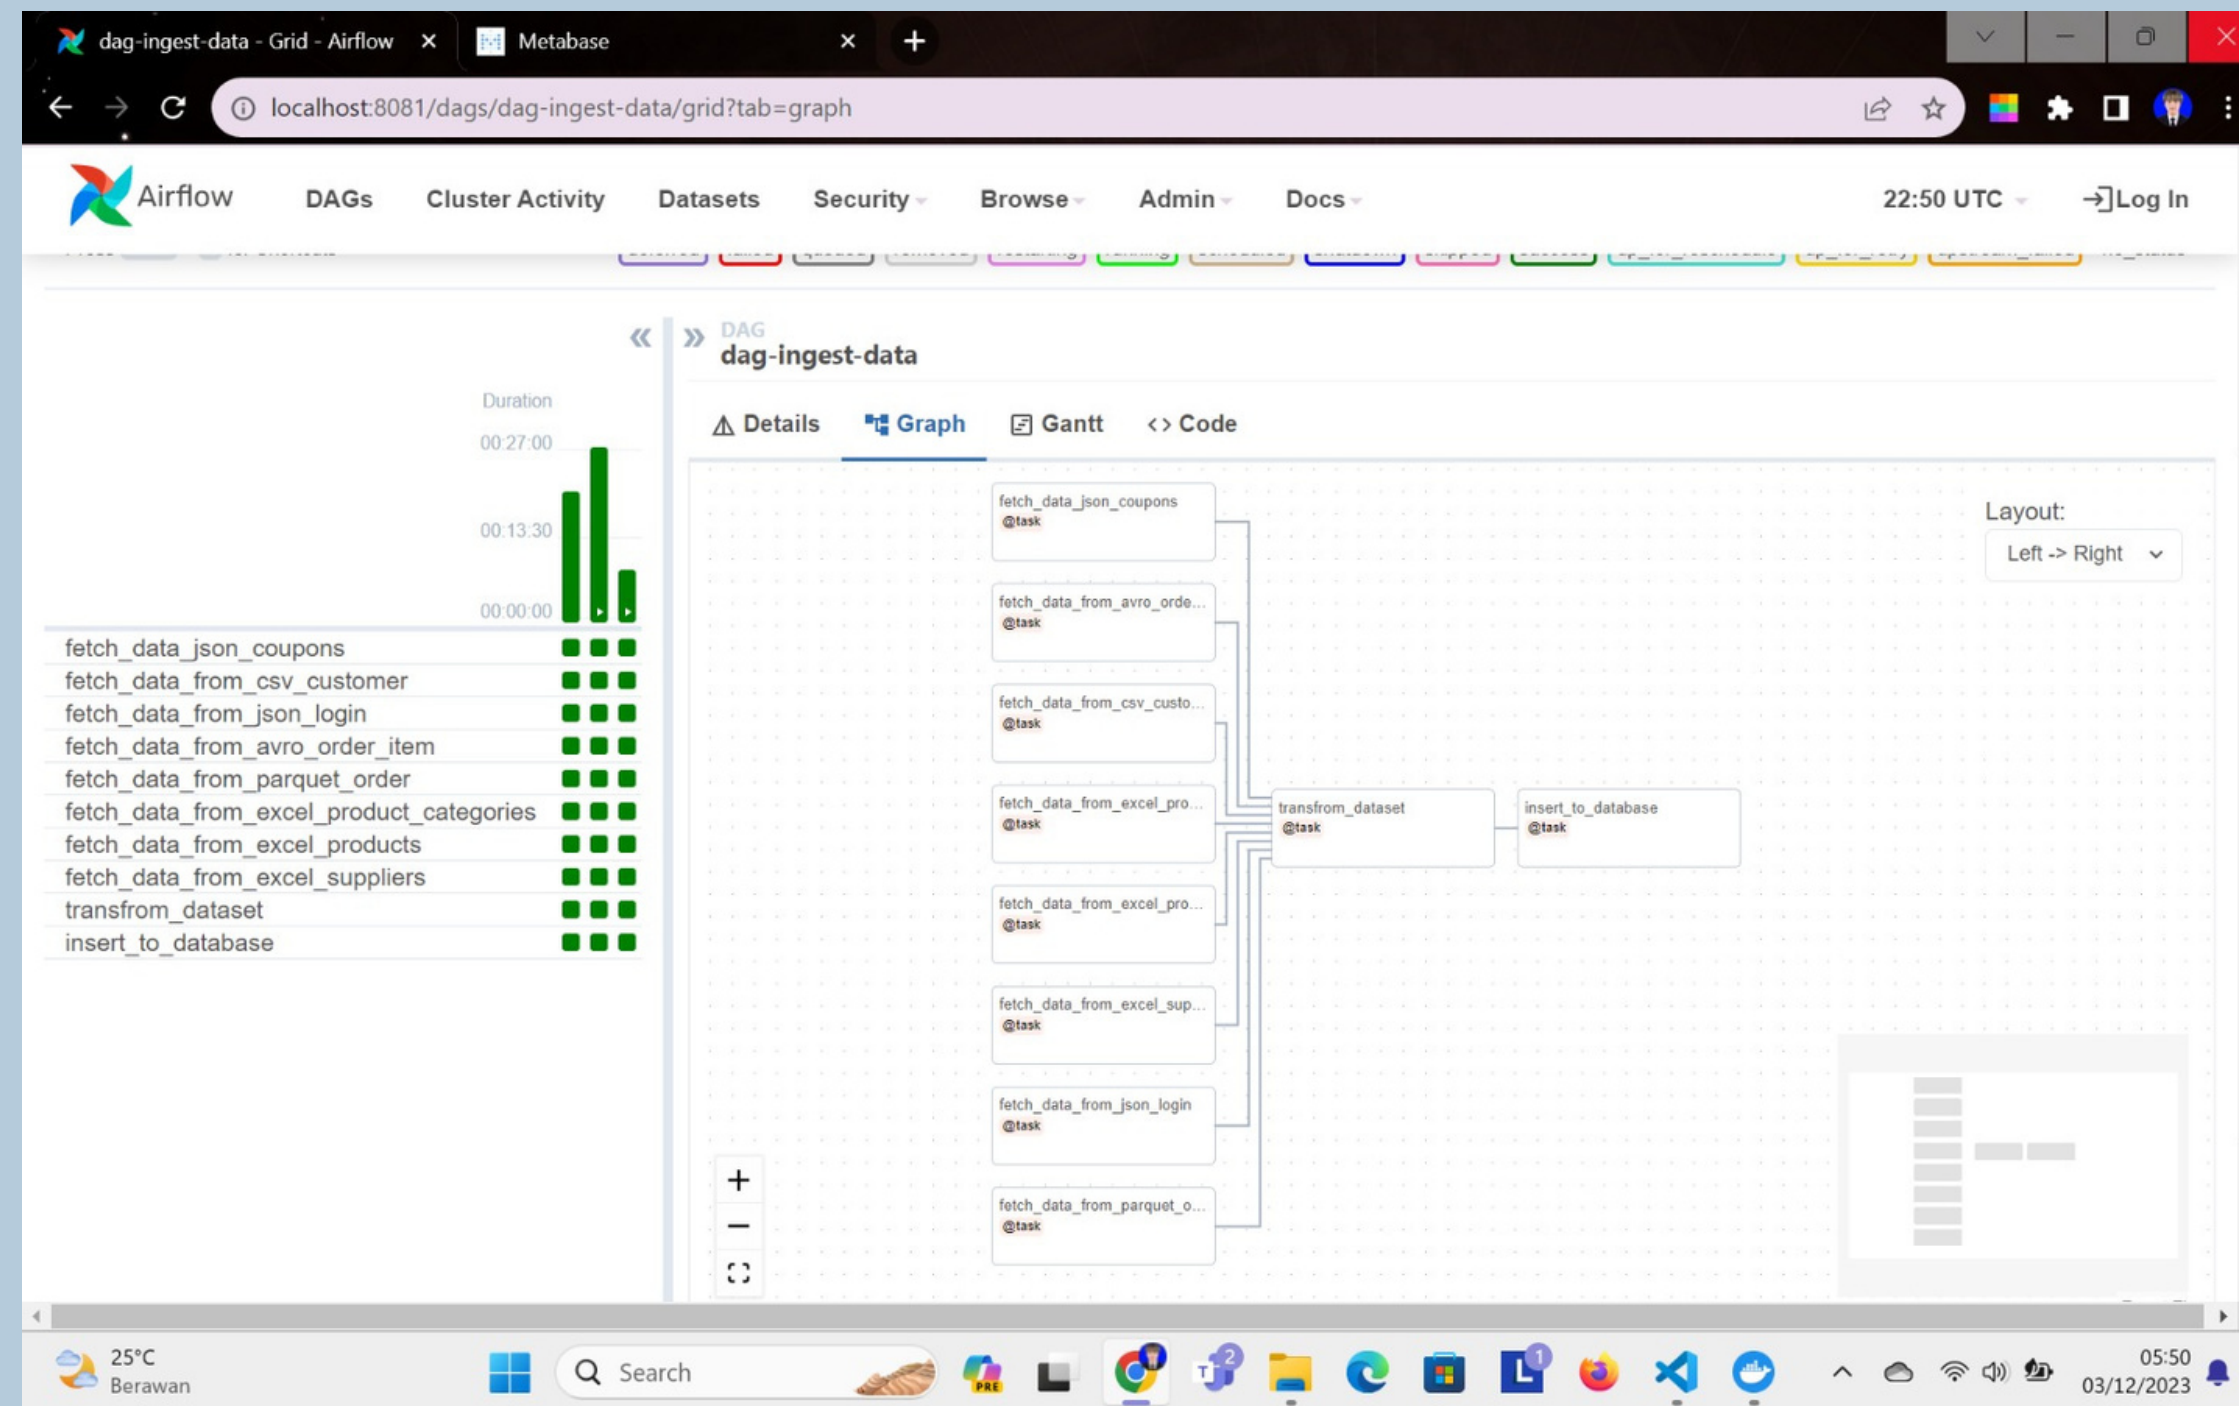 dag-ingest-data - Grid - Airflow
Metabase
localhost:8081/dags/dag-ingest-data/grid?tab=graph
Airflow DAGs Cluster Activity Datasets Security Browse Admin Docs 22:50 UTC Log In
DAG
dag-ingest-data
Details Graph Gantt <> Code
Duration
00:27:00
00:13:30
00:00:00
fetch_data_json_coupons
fetch_data_from_csv_customer
fetch_data_from_json_login
fetch_data_from_avro_order_item
fetch_data_from_parquet_order
fetch_data_from_excel_product_categories
fetch_data_from_excel_products
fetch_data_from_excel_suppliers
transfrom_dataset
insert_to_database
fetch_data_json_coupons
@task
fetch_data_from_avro_orde...
@task
fetch_data_from_csv_custo...
@task
fetch_data_from_excel_pro...
@task
fetch_data_from_excel_pro...
@task
fetch_data_from_excel_sup...
@task
fetch_data_from_json_login
@task
fetch_data_from_parquet_o...
@task
transfrom_dataset
@task
insert_to_database
@task
Layout:
Left -> Right
25°C
Berawan
Search
PRE
2
1
05:50
03/12/2023